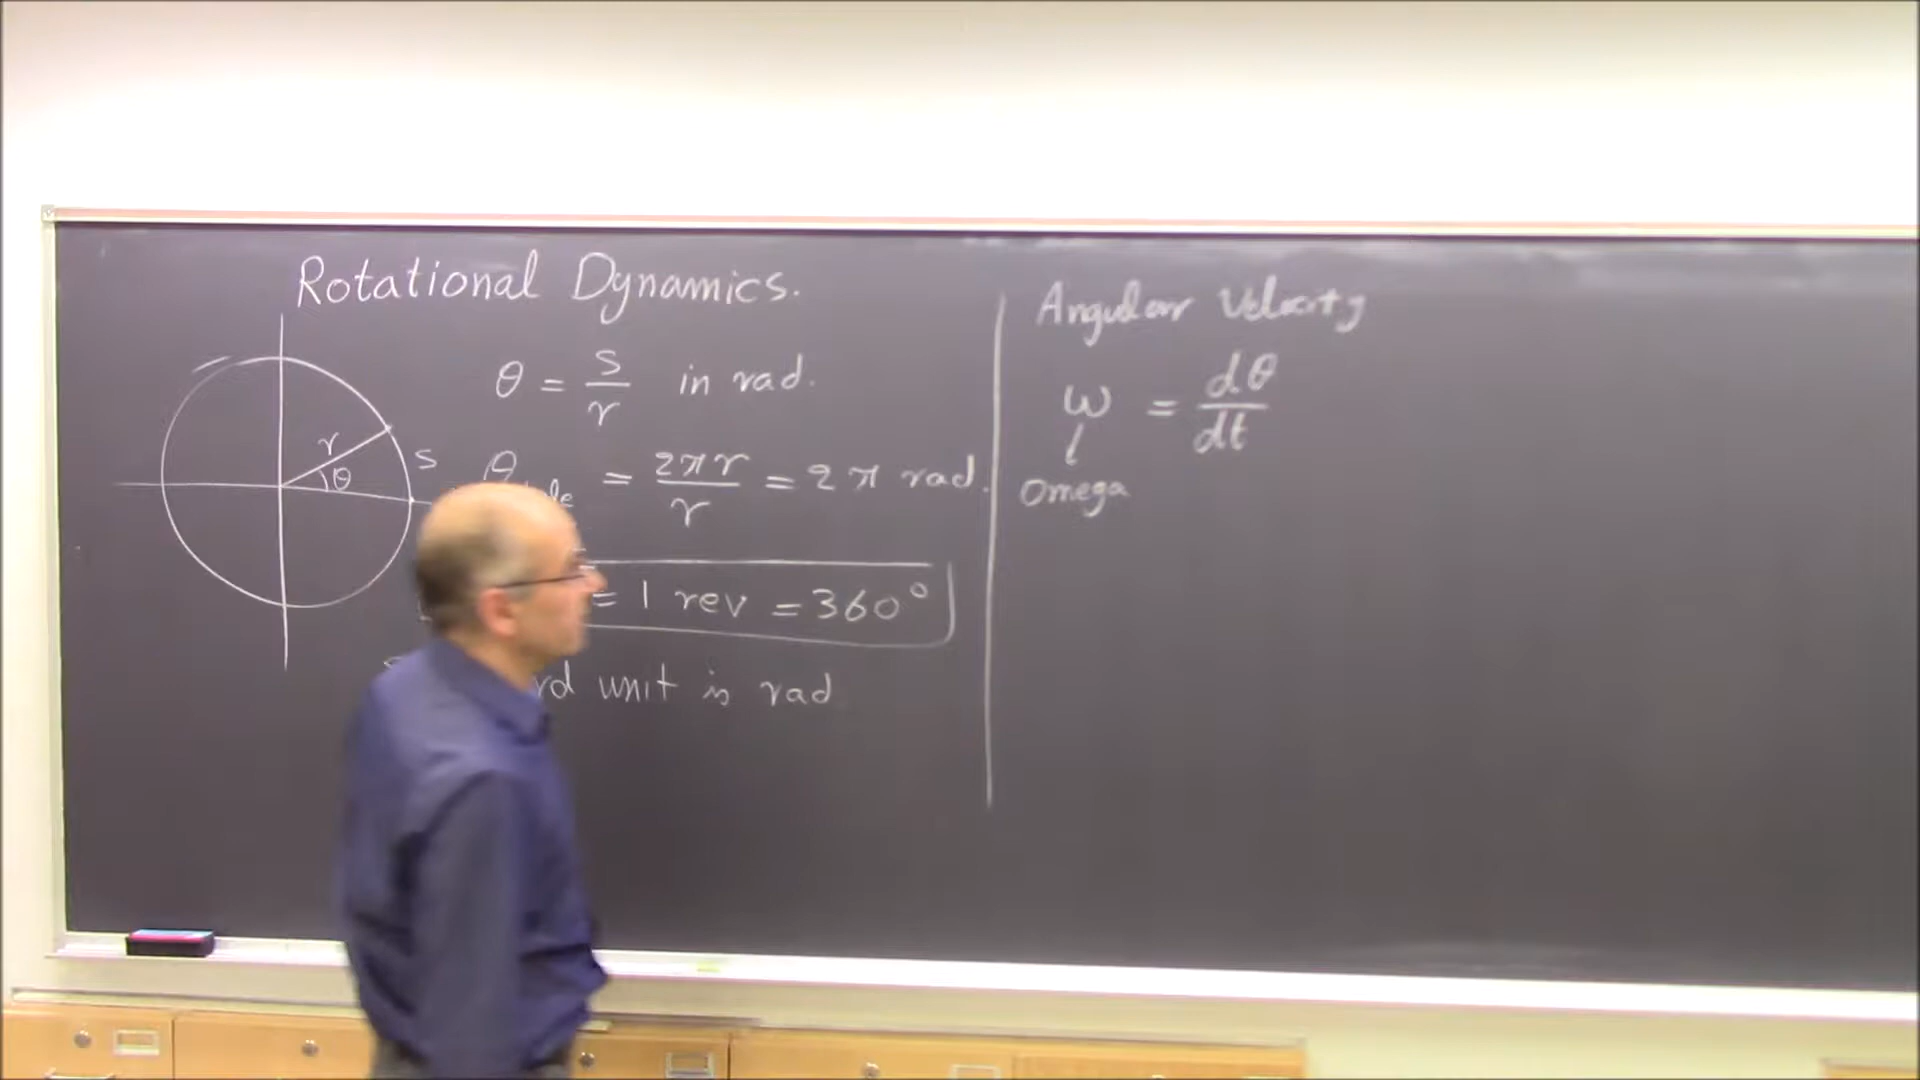 Rotational Dynamics.
θ = s/r in rad.
r
θ
s
θ = 2πr/r = 2π rad.
= 1 rev = 360°
unit is rad
Angular Velocity
ω = dθ/dt
Omega